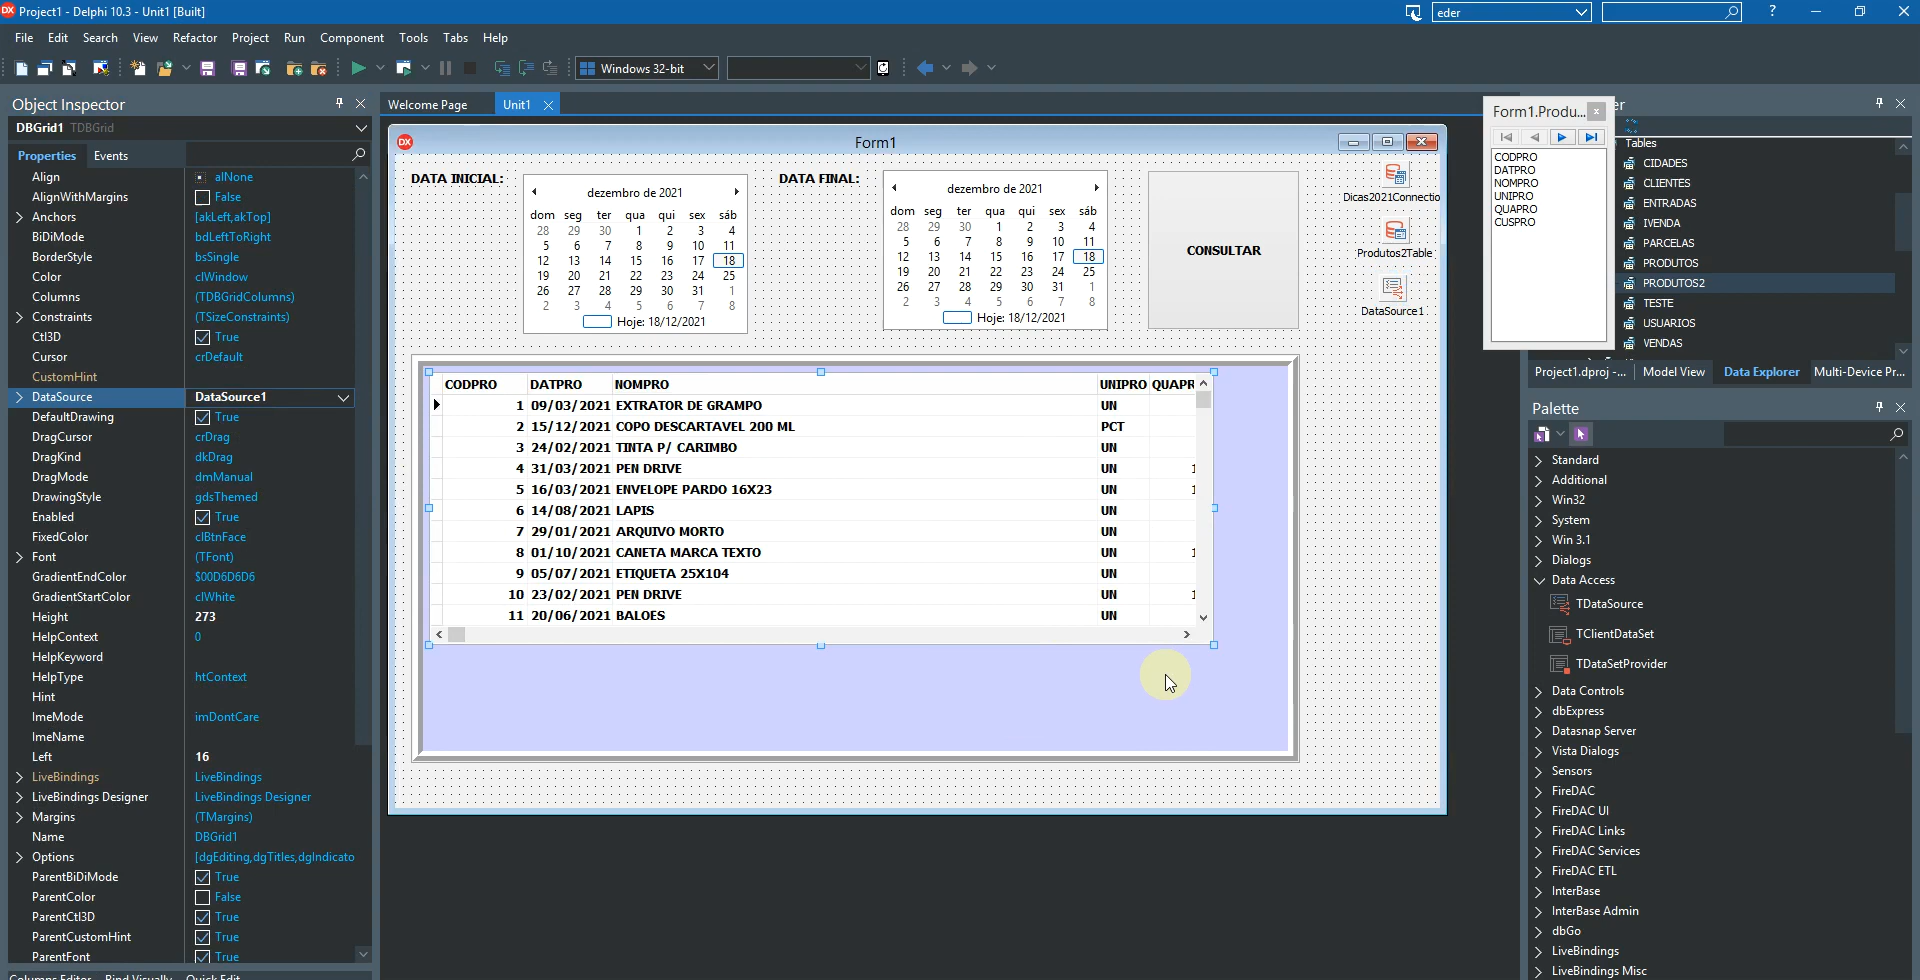 Project1 - Delphi 10.3 - Unit1 [Built]
eder
?
File Edit Search View Refactor Project Run Component Tools Tabs Help
Windows 32-bit
Object Inspector
DBGrid1 TDBGrid
Properties Events
Align alNone
AlignWithMargins False
Anchors [akLeft,akTop]
BiDiMode bdLeftToRight
BorderStyle bsSingle
Color clWindow
Columns (TDBGridColumns)
Constraints (TSizeConstraints)
Ctl3D True
Cursor crDefault
CustomHint
DataSource DataSource1
DefaultDrawing True
DragCursor crDrag
DragKind dkDrag
DragMode dmManual
DrawingStyle gdsThemed
Enabled True
FixedColor clBtnFace
Font (TFont)
GradientEndColor $00D6D6D6
GradientStartColor clWhite
Height 273
HelpContext 0
HelpKeyword
HelpType htContext
Hint
ImeMode imDontCare
ImeName
Left 16
LiveBindings LiveBindings
LiveBindings Designer LiveBindings Designer
Margins (TMargins)
Name DBGrid1
Options [dgEditing,dgTitles,dgIndicato
ParentBiDiMode True
ParentColor False
ParentCtl3D True
ParentCustomHint True
ParentFont True
Columns Editor... Bind Visually... Quick Edit...
Welcome Page Unit1
DX Form1
DATA INICIAL:
dezembro de 2021
dom seg ter qua qui sex sáb
28 29 30 1 2 3 4
5 6 7 8 9 10 11
12 13 14 15 16 17 18
19 20 21 22 23 24 25
26 27 28 29 30 31 1
2 3 4 5 6 7 8
Hoje: 18/12/2021
DATA FINAL:
dezembro de 2021
dom seg ter qua qui sex sáb
28 29 30 1 2 3 4
5 6 7 8 9 10 11
12 13 14 15 16 17 18
19 20 21 22 23 24 25
26 27 28 29 30 31 1
2 3 4 5 6 7 8
Hoje: 18/12/2021
CONSULTAR
Dicas2021Connectio
Produtos2Table
DataSource1
CODPRO DATPRO NOMPRO UNIPRO QUAPR
1 09/03/2021 EXTRATOR DE GRAMPO UN
2 15/12/2021 COPO DESCARTAVEL 200 ML PCT
3 24/02/2021 TINTA P/ CARIMBO UN
4 31/03/2021 PEN DRIVE UN 1
5 16/03/2021 ENVELOPE PARDO 16X23 UN 1
6 14/08/2021 LAPIS UN
7 29/01/2021 ARQUIVO MORTO UN
8 01/10/2021 CANETA MARCA TEXTO UN 1
9 05/07/2021 ETIQUETA 25X104 UN
10 23/02/2021 PEN DRIVE UN 1
11 20/06/2021 BALOES UN
Form1.Produ...
CODPRO
DATPRO
NOMPRO
UNIPRO
QUAPRO
CUSPRO
er
Tables
CIDADES
CLIENTES
ENTRADAS
IVENDA
PARCELAS
PRODUTOS
PRODUTOS2
TESTE
USUARIOS
VENDAS
Project1.dproj -... Model View Data Explorer Multi-Device Pr...
Palette
Standard
Additional
Win32
System
Win 3.1
Dialogs
Data Access
TDataSource
TClientDataSet
TDataSetProvider
Data Controls
dbExpress
Datasnap Server
Vista Dialogs
Sensors
FireDAC
FireDAC UI
FireDAC Links
FireDAC Services
FireDAC ETL
InterBase
InterBase Admin
dbGo
LiveBindings
LiveBindings Misc